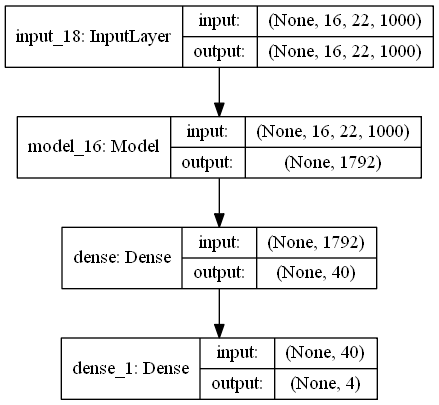 input_18: InputLayer
input: (None, 16, 22, 1000)
output: (None, 16, 22, 1000)
model_16: Model
input: (None, 16, 22, 1000)
output: (None, 1792)
dense: Dense
input: (None, 1792)
output: (None, 40)
dense_1: Dense
input: (None, 40)
output: (None, 4)